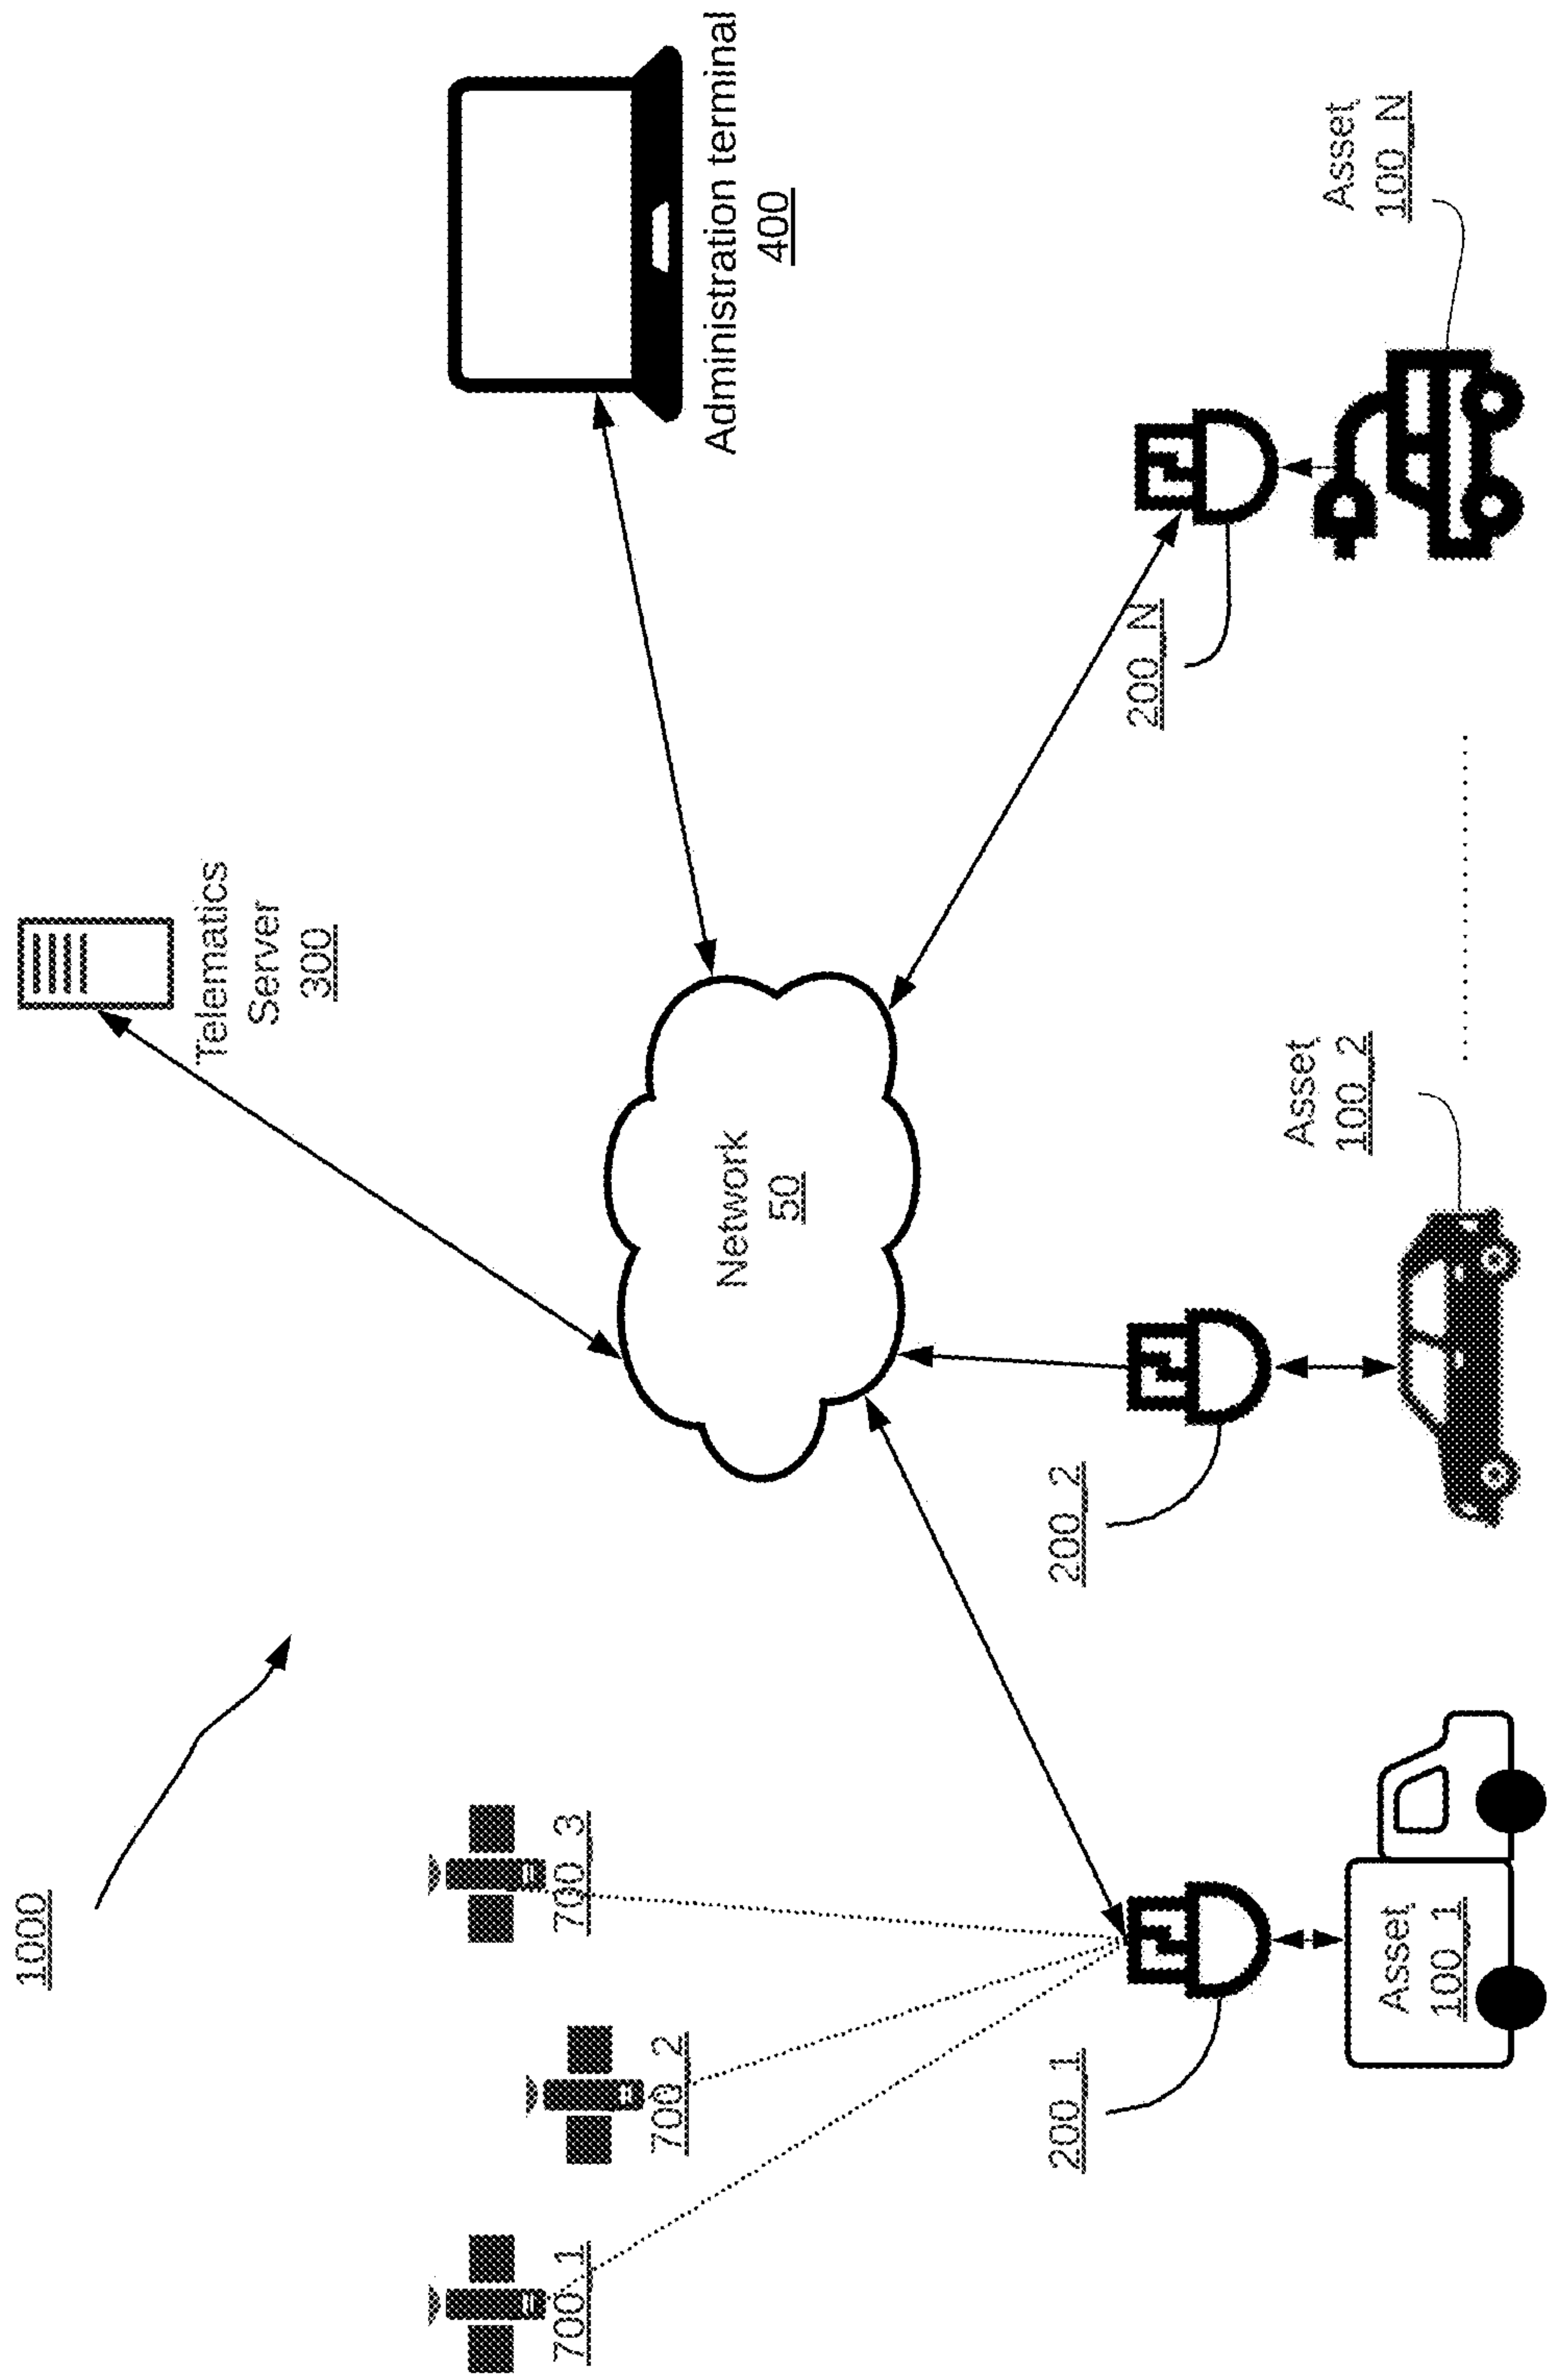 1000
Telematics
Server
300
700_1
700_3
700_2
Administration terminal
400
Network
50
200_1
200_2
200_N
Asset
100_1
Asset
100_2
Asset
100_N